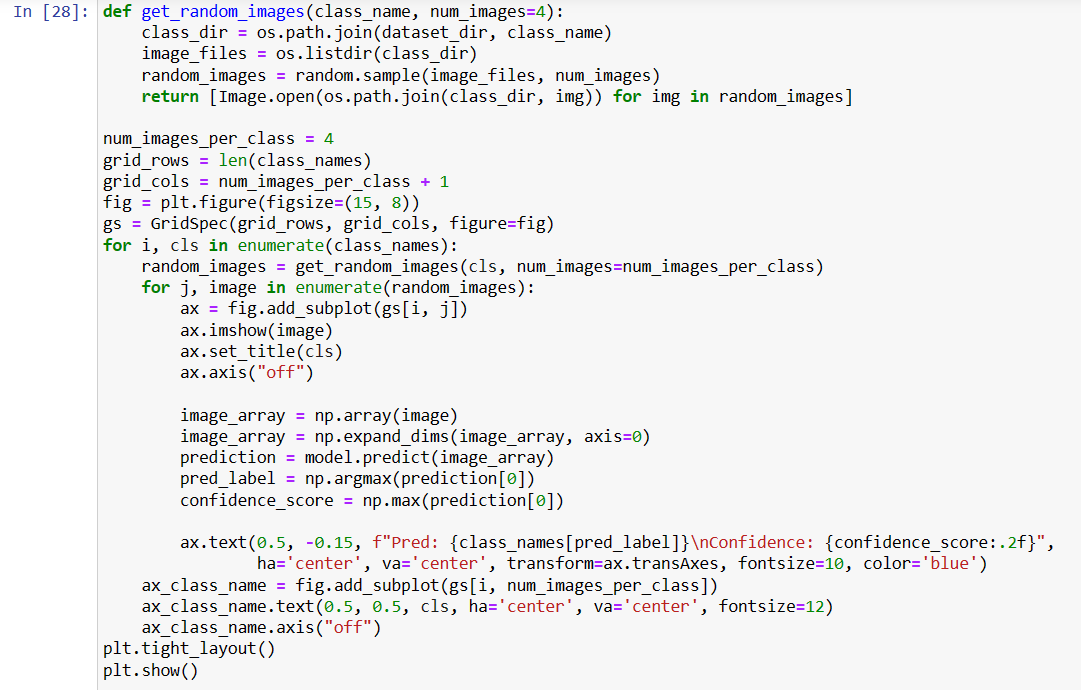 In [28]: def get_random_images(class_name, num_images=4):
    class_dir = os.path.join(dataset_dir, class_name)
    image_files = os.listdir(class_dir)
    random_images = random.sample(image_files, num_images)
    return [Image.open(os.path.join(class_dir, img)) for img in random_images]

num_images_per_class = 4
grid_rows = len(class_names)
grid_cols = num_images_per_class + 1
fig = plt.figure(figsize=(15, 8))
gs = GridSpec(grid_rows, grid_cols, figure=fig)
for i, cls in enumerate(class_names):
    random_images = get_random_images(cls, num_images=num_images_per_class)
    for j, image in enumerate(random_images):
        ax = fig.add_subplot(gs[i, j])
        ax.imshow(image)
        ax.set_title(cls)
        ax.axis("off")

        image_array = np.array(image)
        image_array = np.expand_dims(image_array, axis=0)
        prediction = model.predict(image_array)
        pred_label = np.argmax(prediction[0])
        confidence_score = np.max(prediction[0])

        ax.text(0.5, -0.15, f"Pred: {class_names[pred_label]}\nConfidence: {confidence_score:.2f}",
                ha='center', va='center', transform=ax.transAxes, fontsize=10, color='blue')
    ax_class_name = fig.add_subplot(gs[i, num_images_per_class])
    ax_class_name.text(0.5, 0.5, cls, ha='center', va='center', fontsize=12)
    ax_class_name.axis("off")
plt.tight_layout()
plt.show()